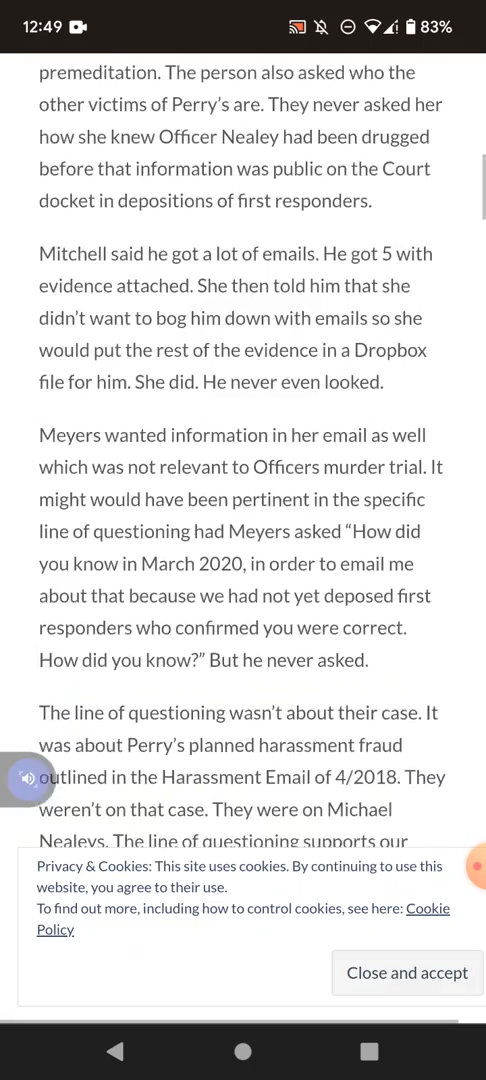 12:49
83%
premeditation. The person also asked who the
other victims of Perry’s are. They never asked her
how she knew Officer Nealey had been drugged
before that information was public on the Court
docket in depositions of first responders.
Mitchell said he got a lot of emails. He got 5 with
evidence attached. She then told him that she
didn’t want to bog him down with emails so she
would put the rest of the evidence in a Dropbox
file for him. She did. He never even looked.
Meyers wanted information in her email as well
which was not relevant to Officers murder trial. It
might would have been pertinent in the specific
line of questioning had Meyers asked “How did
you know in March 2020, in order to email me
about that because we had not yet deposed first
responders who confirmed you were correct.
How did you know?” But he never asked.
The line of questioning wasn’t about their case. It
was about Perry’s planned harassment fraud
outlined in the Harassment Email of 4/2018. They
weren’t on that case. They were on Michael
Nealeys. The line of questioning supports our
Privacy & Cookies: This site uses cookies. By continuing to use this
website, you agree to their use.
To find out more, including how to control cookies, see here: Cookie
Policy
Close and accept